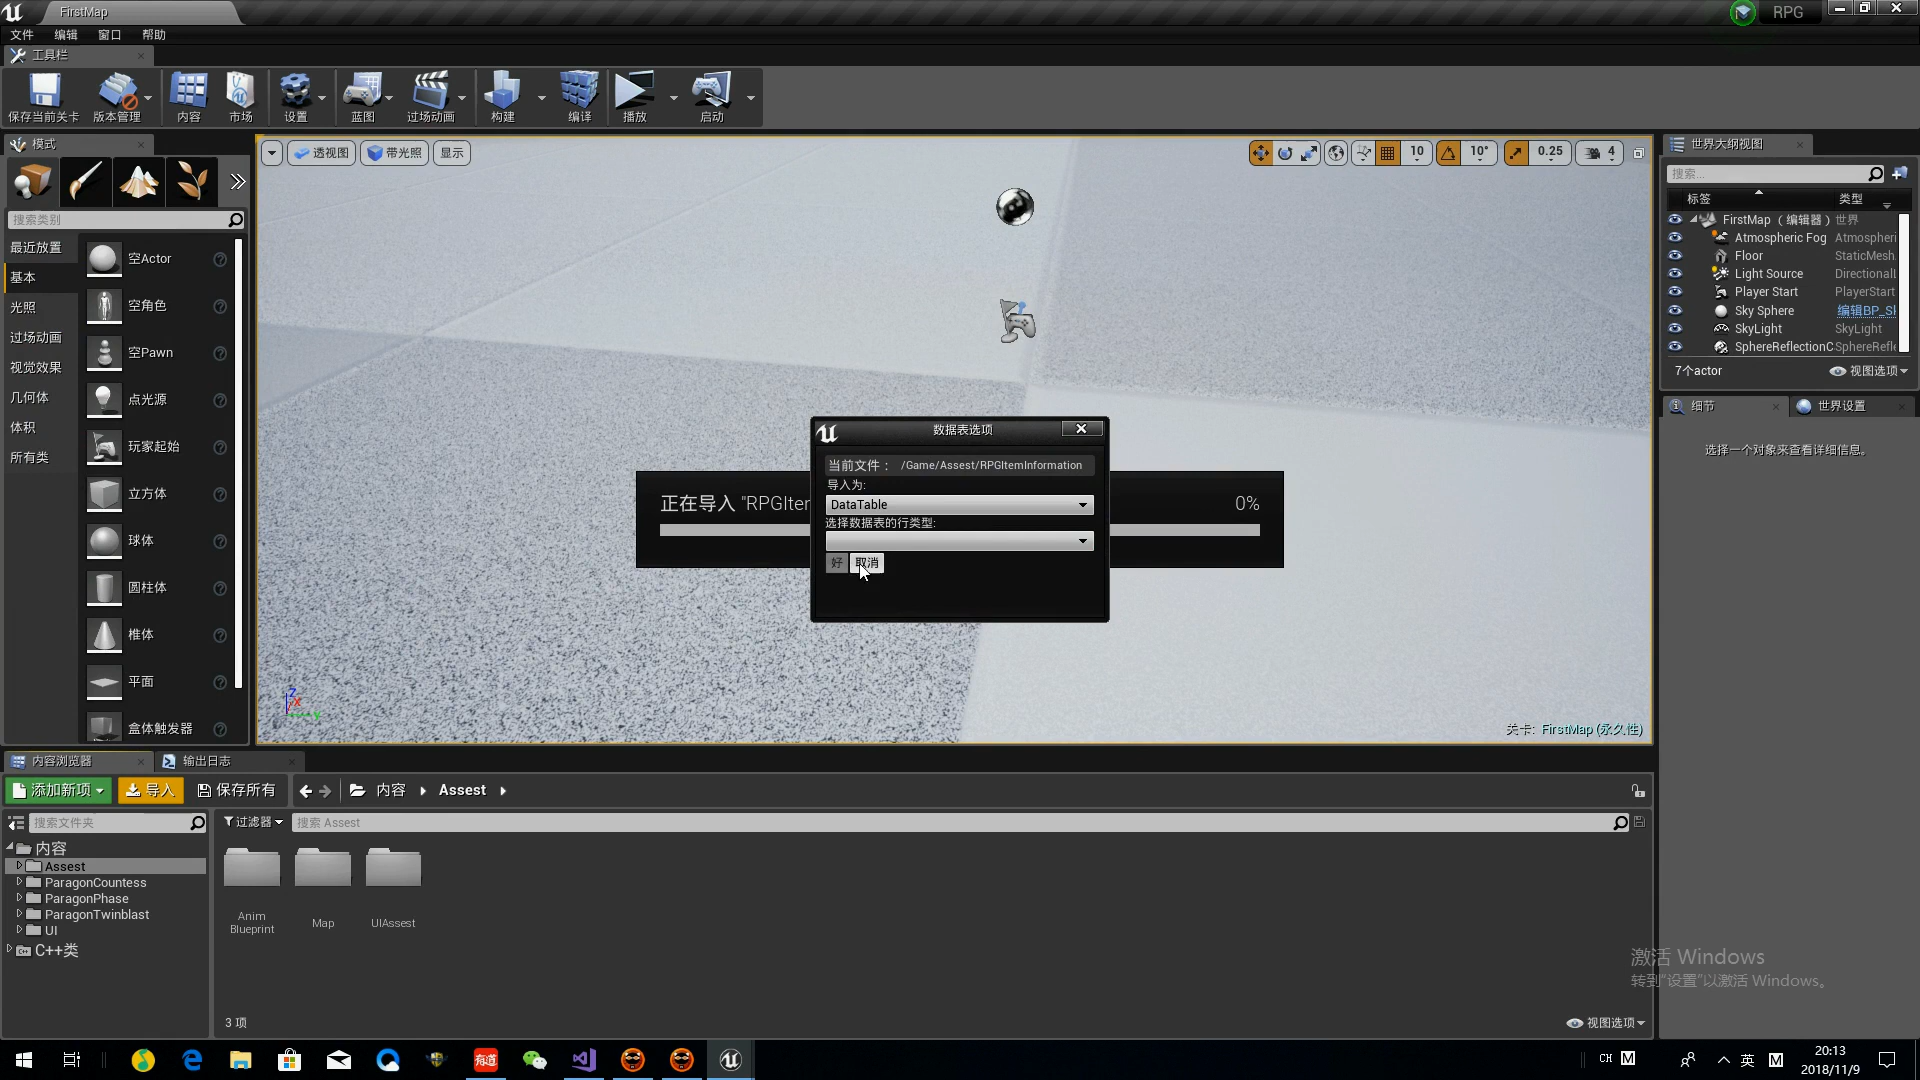 FirstMap
RPG
文件 编辑 窗口 帮助
工具栏
保存当前关卡 版本管理 内容 市场 设置 蓝图 过场动画 构建 编译 播放 启动
模式
搜索类别
最近放置
基本
光照
过场动画
视觉效果
几何体
体积
所有类
空Actor
空角色
空Pawn
点光源
玩家起始
立方体
球体
圆柱体
椎体
平面
盒体触发器
透视图 带光照 显示
10 10° 0.25 4
正在导入 "RPGIter
0%
数据表选项
当前文件： /Game/Assest/RPGItemInformation
导入为:
DataTable
选择数据表的行类型:
好 取消
Z
X
Y
关卡: FirstMap (永久性)
世界大纲视图
搜索...
标签 类型
FirstMap （编辑器） 世界
Atmospheric Fog Atmospheri
Floor StaticMesh
Light Source Directional
Player Start PlayerStart
Sky Sphere 编辑BP_Sk
SkyLight SkyLight
SphereReflectionC SphereRefle
7个actor
视图选项
细节 世界设置
选择一个对象来查看详细信息。
内容浏览器 输出日志
添加新项 导入 保存所有 内容 Assest
搜索文件夹
过滤器 搜索 Assest
内容
Assest
ParagonCountess
ParagonPhase
ParagonTwinblast
UI
C++类
Anim
Blueprint
Map
UIAssest
3 项
视图选项
激活 Windows
转到"设置"以激活 Windows。
有道
CH M
英 M
20:13
2018/11/9